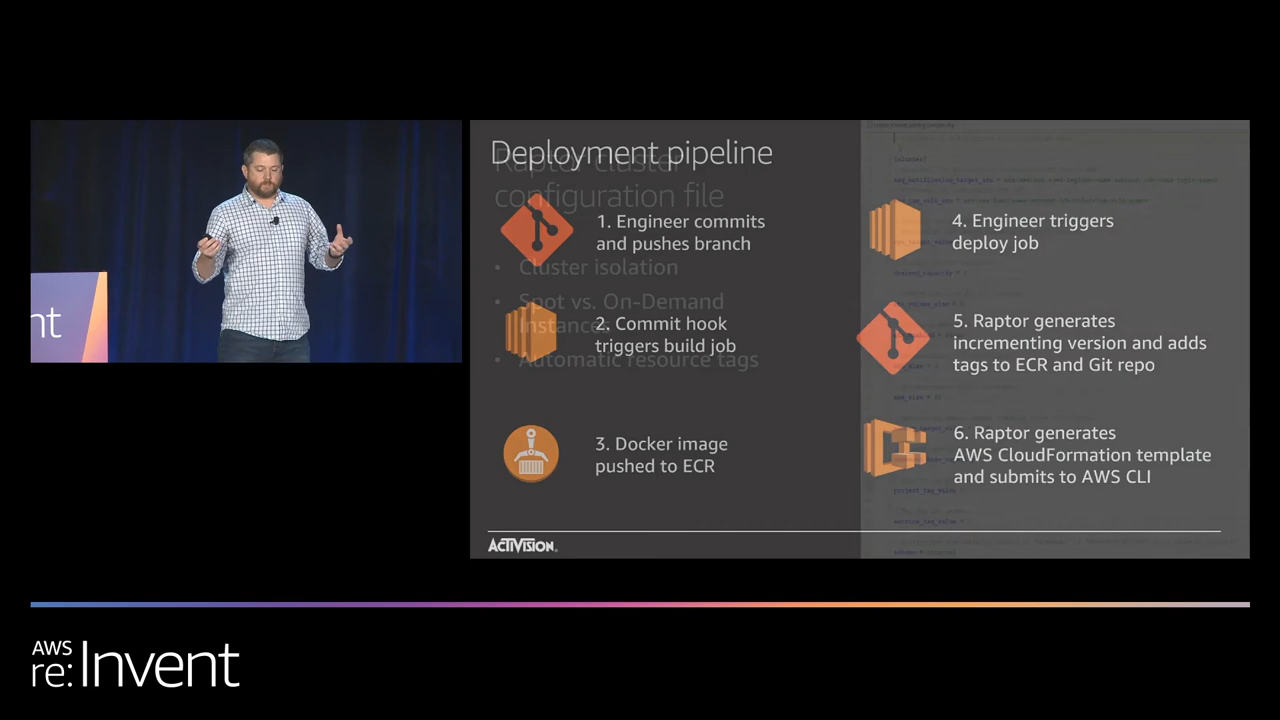 nt
Deployment pipeline
Raptor cluster
configuration file
1. Engineer commits
and pushes branch
• Cluster isolation
• Spot vs. On-Demand
Instances
2. Commit hook
triggers build job
• Automatic resource tags
3. Docker image
pushed to ECR
4. Engineer triggers
deploy job
5. Raptor generates
incrementing version and adds
tags to ECR and Git repo
6. Raptor generates
AWS CloudFormation template
and submits to AWS CLI
[cluster]
ACTIVISION
AWS
re:Invent